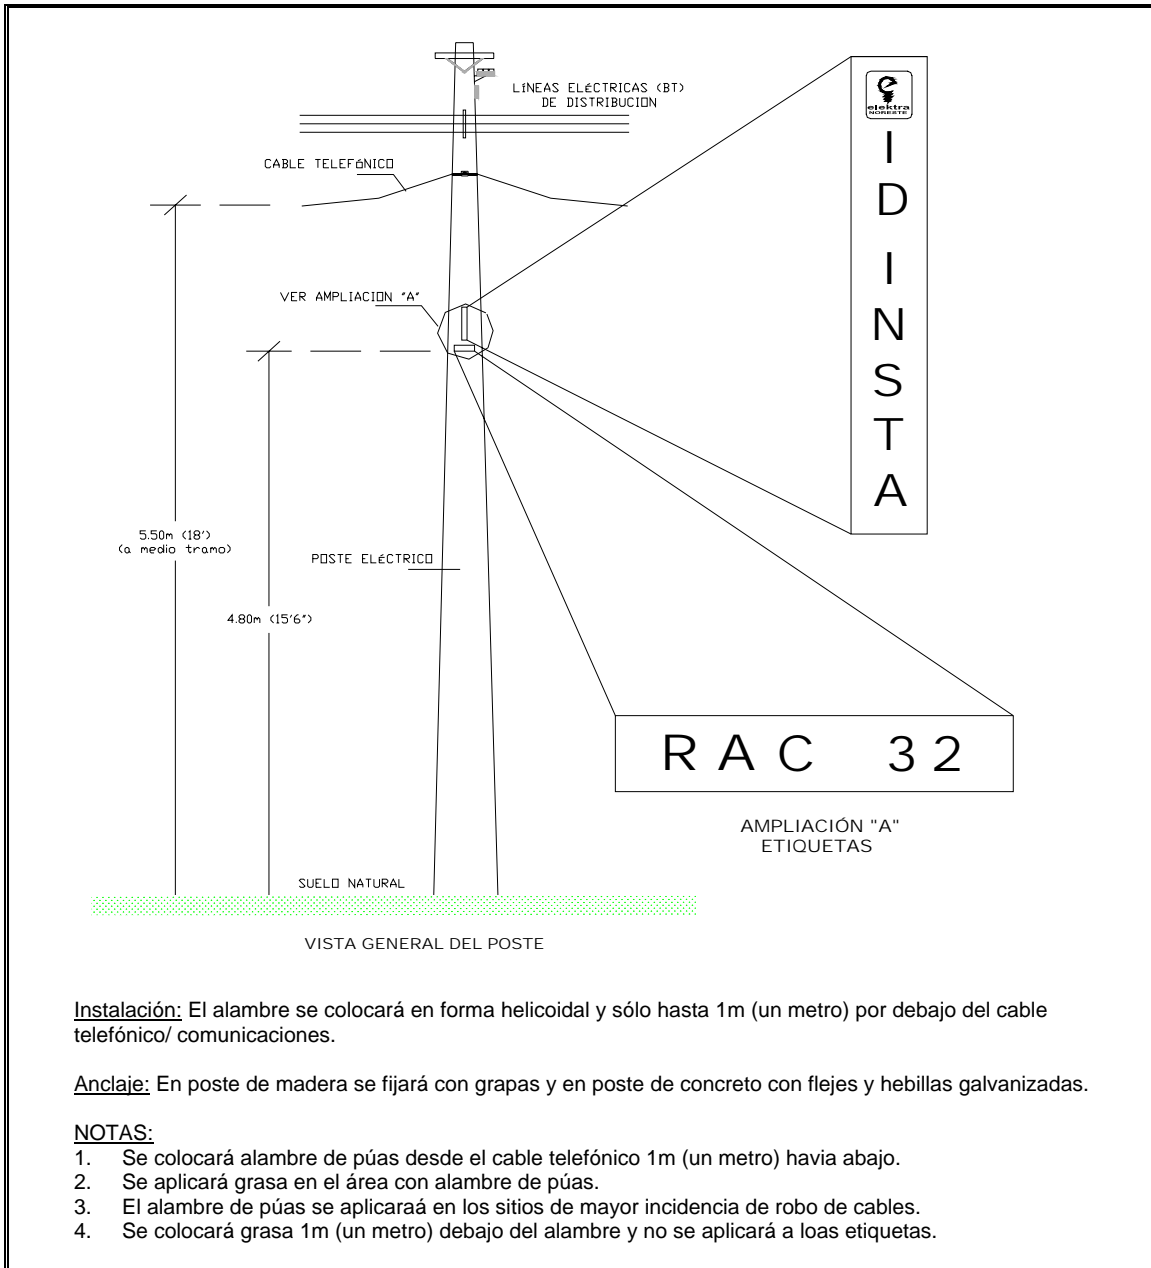 LíNEAS ELéCTRICAS (BT)
DE DISTRIBUCION
CABLE TELEFóNICO
VER AMPLIACION "A"
5.50m (18')
(a medio tramo)
4.80m (15'6")
POSTE ELéCTRICO
SUELO NATURAL
VISTA GENERAL DEL POSTE
elektra
NORESTE
I
D
I
N
S
T
A
RAC 32
AMPLIACIÓN "A"
ETIQUETAS
Instalación: El alambre se colocará en forma helicoidal y sólo hasta 1m (un metro) por debajo del cable
telefónico/ comunicaciones.
Anclaje: En poste de madera se fijará con grapas y en poste de concreto con flejes y hebillas galvanizadas.
NOTAS:
1. Se colocará alambre de púas desde el cable telefónico 1m (un metro) havia abajo.
2. Se aplicará grasa en el área con alambre de púas.
3. El alambre de púas se aplicaraá en los sitios de mayor incidencia de robo de cables.
4. Se colocará grasa 1m (un metro) debajo del alambre y no se aplicará a loas etiquetas.